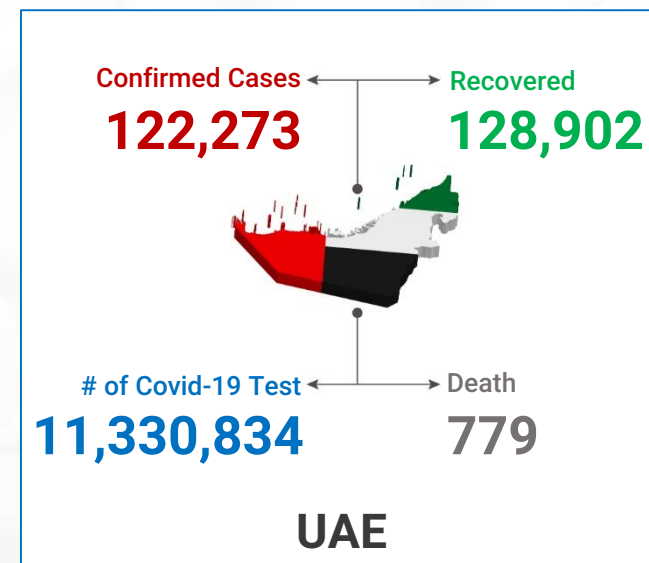 Confirmed Cases
122,273
Recovered
128,902
# of Covid-19 Test
11,330,834
Death
779
UAE